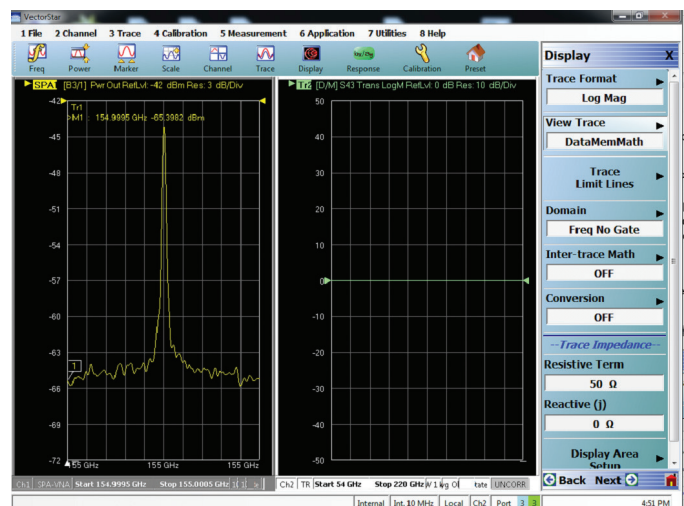 VectorStar
1 File 2 Channel 3 Trace 4 Calibration 5 Measurement 6 Application 7 Utilities 8 Help
Freq Power Marker Scale Channel Trace Display Response Calibration Preset
SPA1 [B3/1] Pwr Out RefLvl: -42 dBm Res: 3 dB/Div
Tr1
>M1 : 154.9995 GHz -65.3982 dBm
-42
-45
-48
-51
-54
-57
-60
-63
1
-66
-69
-72
155 GHz 155 GHz 155 GHz
Ch1 SPA-VNA Start 154.9995 GHz Stop 155.0005 GHz
Tr2 [D/M] S43 Trans LogM RefLvl: 0 dB Res: 10 dB/Div
50
40
30
20
10
0
-10
-20
-30
-40
-50
Ch2 TR Start 54 GHz Stop 220 GHz UNCORR
Display X
Trace Format
Log Mag
View Trace
DataMemMath
Trace
Limit Lines
Domain
Freq No Gate
Inter-trace Math
OFF
Conversion
OFF
--Trace Impedance--
Resistive Term
50 Ω
Reactive (j)
0 Ω
Display Area
Setup
Back Next
Internal Int. 10 MHz Local Ch2 Port 3 3
4:51 PM